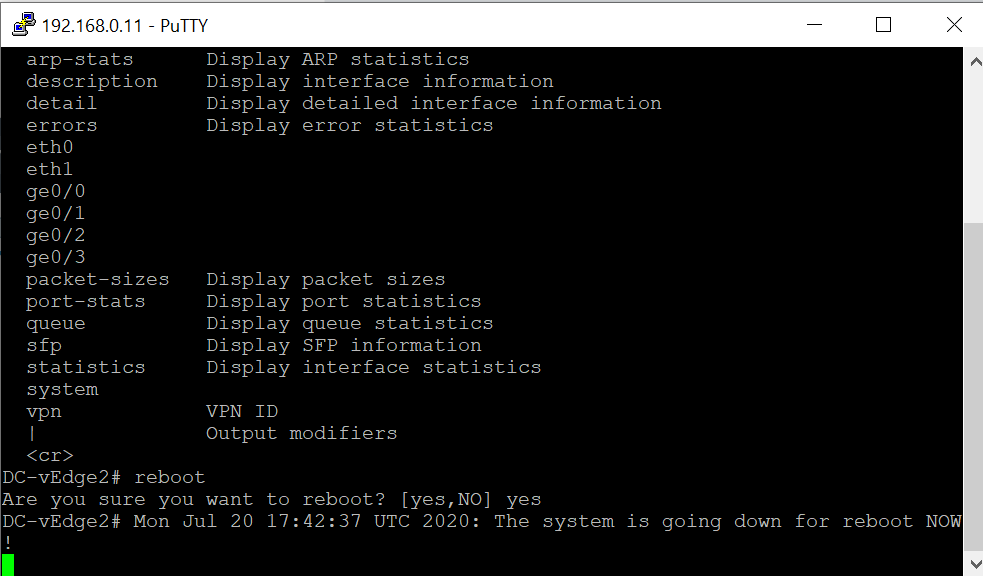 192.168.0.11 - PuTTY
arp-stats Display ARP statistics
description Display interface information
detail Display detailed interface information
errors Display error statistics
eth0
eth1
ge0/0
ge0/1
ge0/2
ge0/3
packet-sizes Display packet sizes
port-stats Display port statistics
queue Display queue statistics
sfp Display SFP information
statistics Display interface statistics
system
vpn VPN ID
| Output modifiers
<cr>
DC-vEdge2# reboot
Are you sure you want to reboot? [yes,NO] yes
DC-vEdge2# Mon Jul 20 17:42:37 UTC 2020: The system is going down for reboot NOW
!